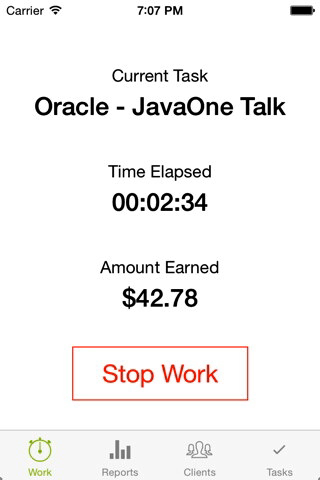 Carrier 7:07 PM
Current Task
Oracle - JavaOne Talk
Time Elapsed
00:02:34
Amount Earned
$42.78
Stop Work
Work Reports Clients Tasks